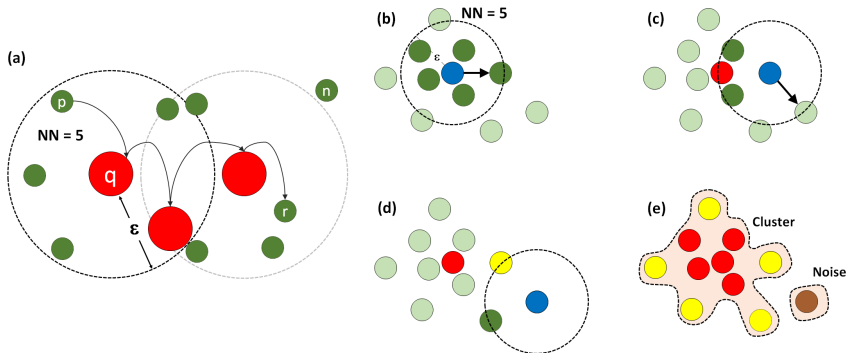 (a)
p
NN = 5
q
ε
n
r
(b)
NN = 5
ε
(c)
(d)
(e)
Cluster
Noise